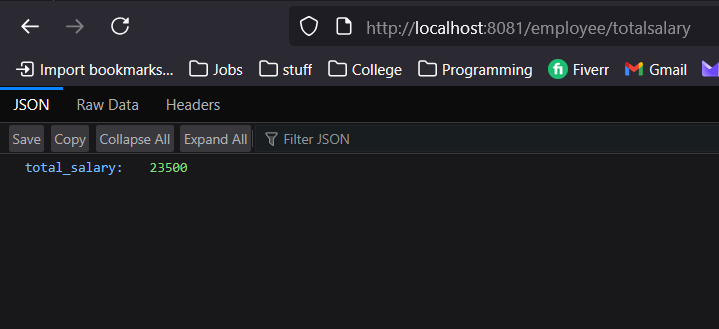 http://localhost:8081/employee/totalsalary
Import bookmarks... Jobs stuff College Programming Fiverr Gmail
JSON Raw Data Headers
Save Copy Collapse All Expand All Filter JSON
total_salary: 23500